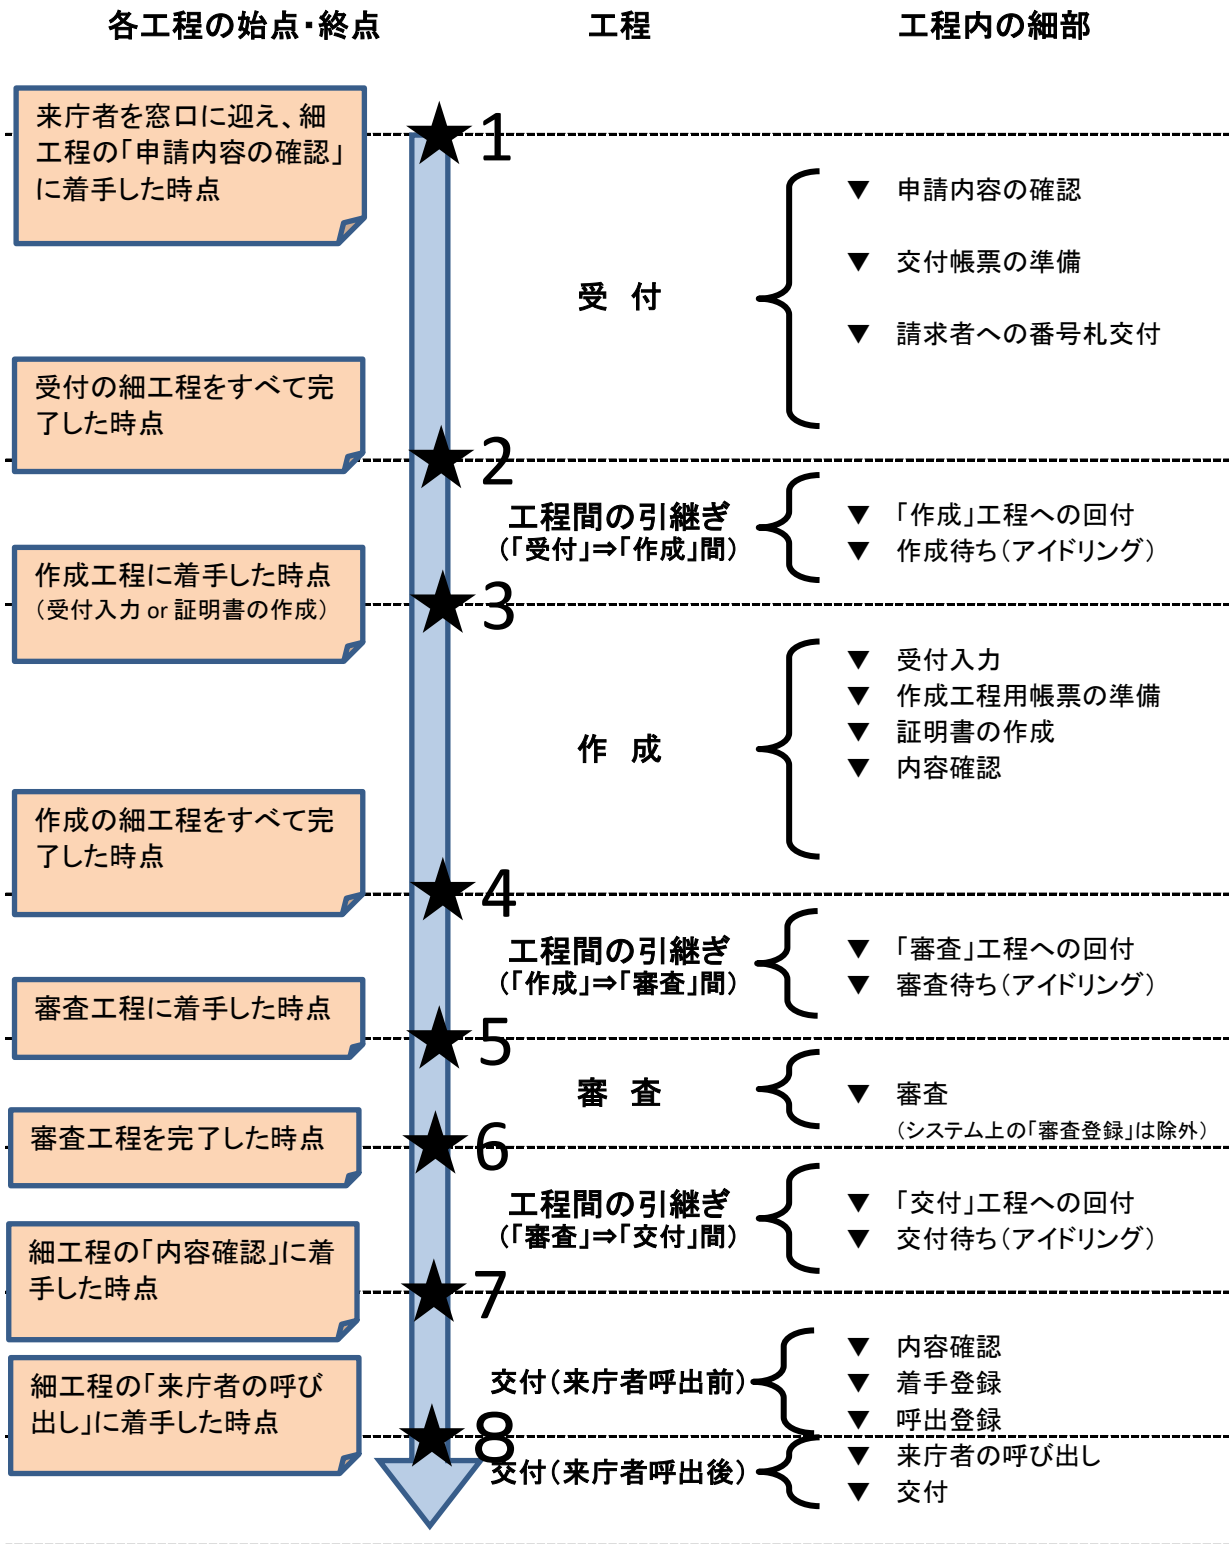 各工程の始点・終点
工程
工程内の細部
来庁者を窓口に迎え、細
工程の「申請内容の確認」
に着手した時点
1
受 付
▼ 申請内容の確認
▼ 交付帳票の準備
▼ 請求者への番号札交付
受付の細工程をすべて完
了した時点
2
工程間の引継ぎ
(「受付」⇒「作成」間)
▼ 「作成」工程への回付
▼ 作成待ち(アイドリング)
作成工程に着手した時点
(受付入力 or 証明書の作成)
3
作 成
▼ 受付入力
▼ 作成工程用帳票の準備
▼ 証明書の作成
▼ 内容確認
作成の細工程をすべて完
了した時点
4
工程間の引継ぎ
(「作成」⇒「審査」間)
▼ 「審査」工程への回付
▼ 審査待ち(アイドリング)
審査工程に着手した時点
5
審 査
▼ 審査
(システム上の「審査登録」は除外)
審査工程を完了した時点
6
工程間の引継ぎ
(「審査」⇒「交付」間)
▼ 「交付」工程への回付
▼ 交付待ち(アイドリング)
細工程の「内容確認」に着
手した時点
7
交付(来庁者呼出前)
▼ 内容確認
▼ 着手登録
▼ 呼出登録
細工程の「来庁者の呼び
出し」に着手した時点
8
交付(来庁者呼出後)
▼ 来庁者の呼び出し
▼ 交付